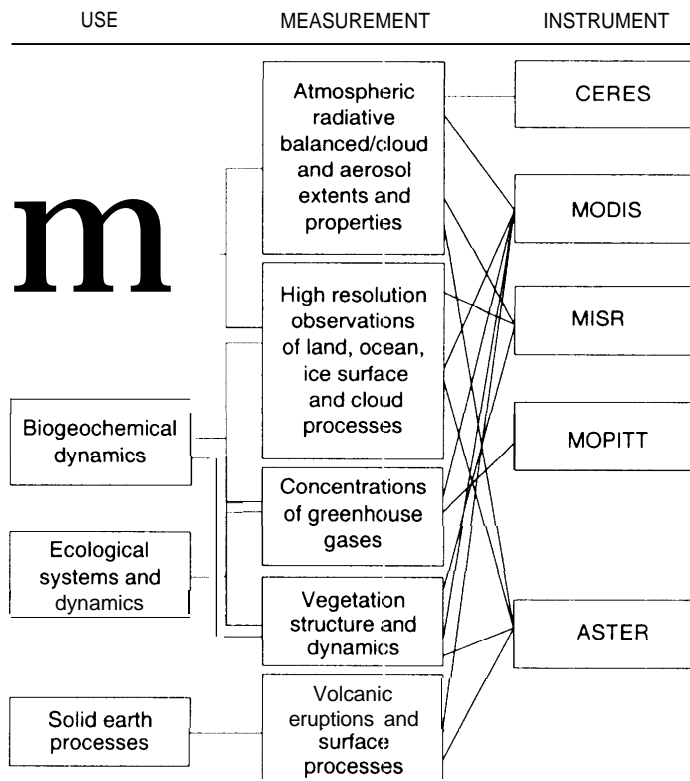 USE MEASUREMENT INSTRUMENT
m
Biogeochemical
dynamics
Ecological
systems and
dynamics
Solid earth
processes
Atmospheric
radiative
balanced/cloud
and aerosol
extents and
properties
High resolution
observations
of land, ocean,
ice surface
and cloud
processes
Concentrations
of greenhouse
gases
Vegetation
structure and
dynamics
Volcanic
eruptions and
surface
processes
CERES
MODIS
MISR
MOPITT
ASTER